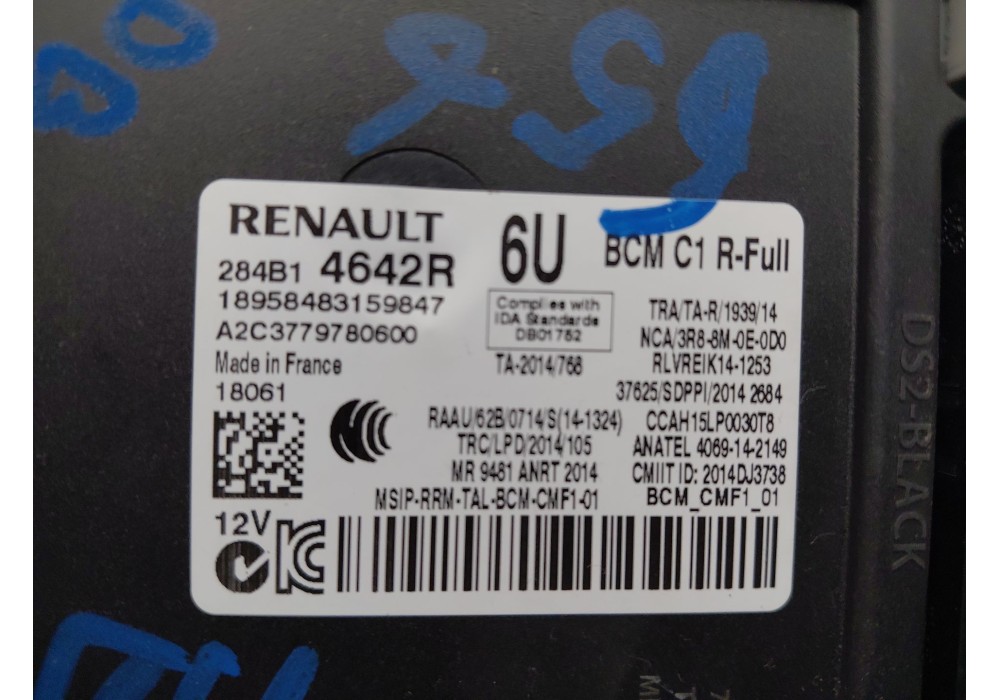 RENAULT
284B1 4642R
18958483159847
A2C3779780600
Made in France
18061
6U
BCM C1 R-Full
Complies with
IDA Standards
DB01752
TA-2014/768
TRA/TA-R/1939/14
NCA/3R8-8M-0E-0D0
RLVREIK14-1253
37625/SDPPI/2014 2684
RAAU/62B/0714/S(14-1324)
CCAH15LP0030T8
TRC/LPD/2014/105
ANATEL 4069-14-2149
MR 9481 ANRT 2014
CMIIT ID: 2014DJ3738
MSIP-RRM-TAL-BCM-CMF1-01
BCM_CMF1_01
12V
DS2-BLACK